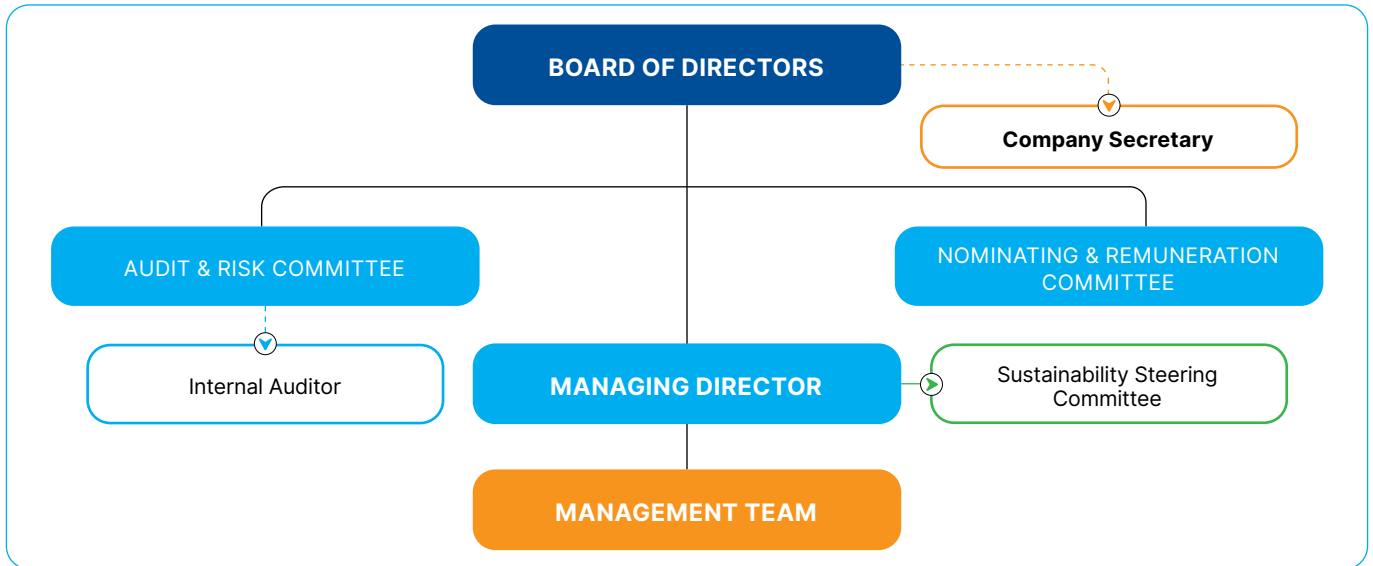 BOARD OF DIRECTORS
Company Secretary
AUDIT & RISK COMMITTEE
NOMINATING & REMUNERATION
COMMITTEE
Internal Auditor
MANAGING DIRECTOR
Sustainability Steering
Committee
MANAGEMENT TEAM